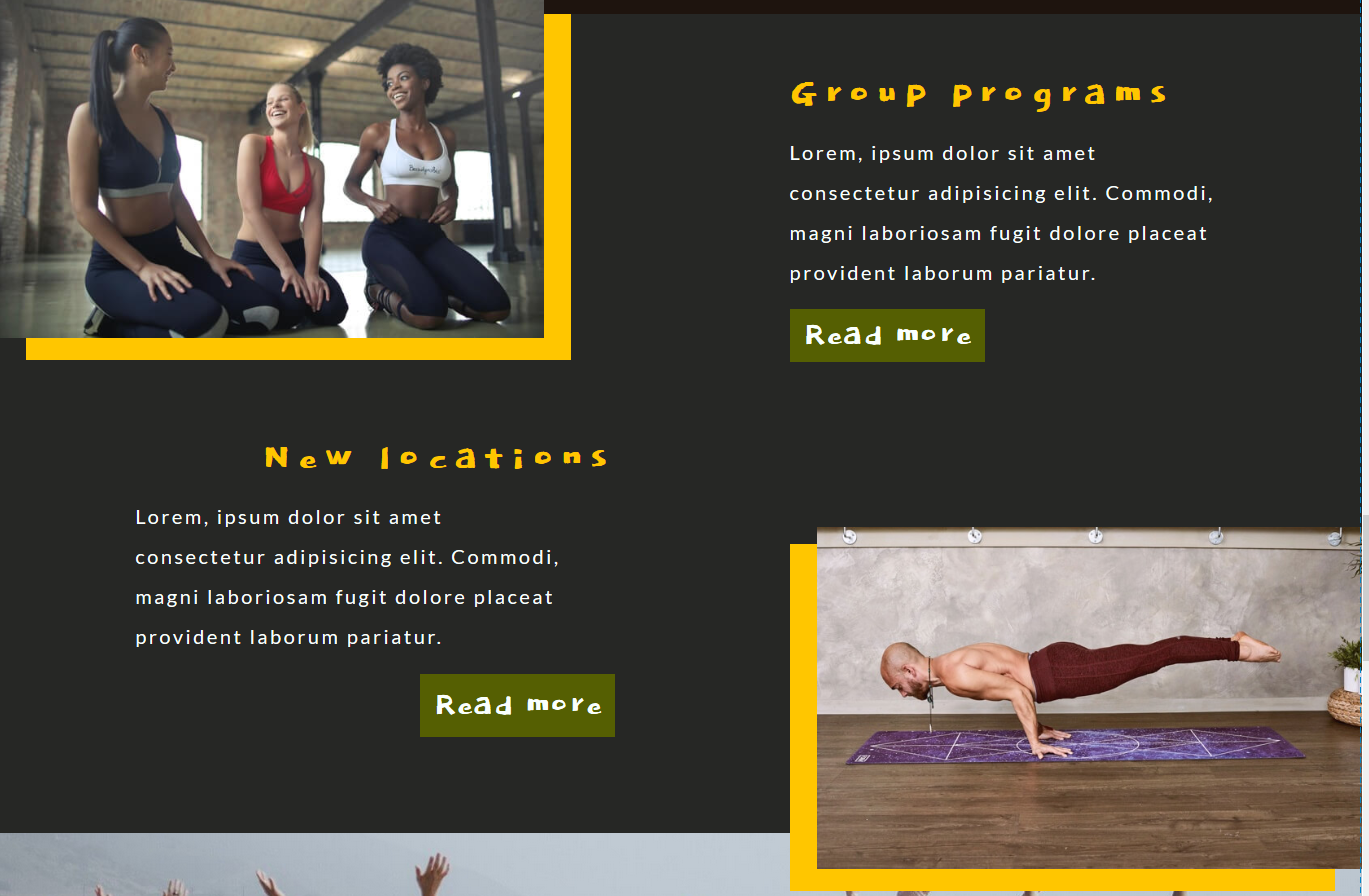 Group programs
Lorem, ipsum dolor sit amet
consectetur adipisicing elit. Commodi,
magni laboriosam fugit dolore placeat
provident laborum pariatur.
Read more
New locations
Lorem, ipsum dolor sit amet
consectetur adipisicing elit. Commodi,
magni laboriosam fugit dolore placeat
provident laborum pariatur.
Read more